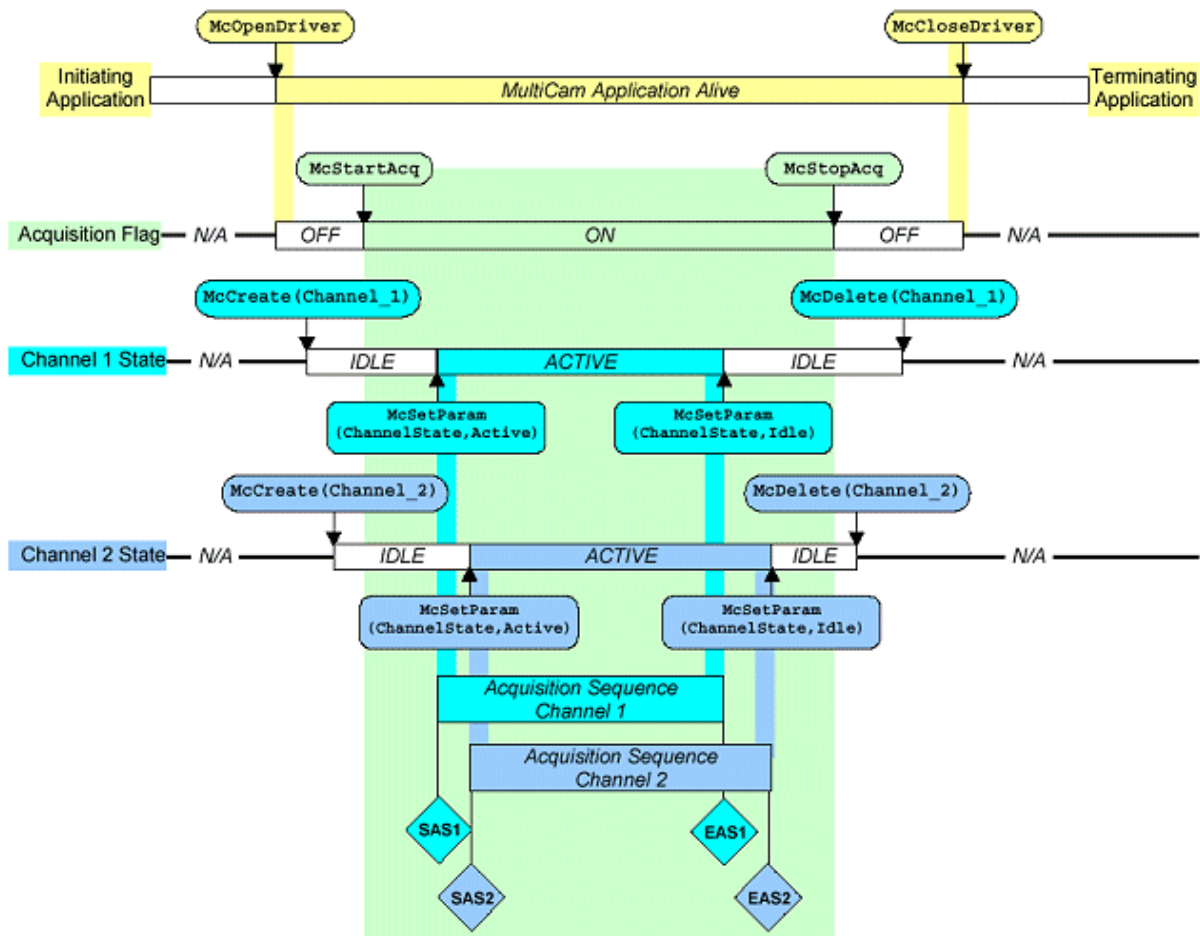 McOpenDriver
McCloseDriver
Initiating
Application
MultiCam Application Alive
Terminating
Application
McStartAcq
McStopAcq
Acquisition Flag
N/A
OFF
ON
OFF
N/A
McCreate(Channel_1)
McDelete(Channel_1)
Channel 1 State
N/A
IDLE
ACTIVE
IDLE
N/A
McSetParam
(ChannelState,Active)
McSetParam
(ChannelState,Idle)
McCreate(Channel_2)
McDelete(Channel_2)
Channel 2 State
N/A
IDLE
ACTIVE
IDLE
N/A
McSetParam
(ChannelState,Active)
McSetParam
(ChannelState,Idle)
Acquisition Sequence
Channel 1
Acquisition Sequence
Channel 2
SAS1
EAS1
SAS2
EAS2